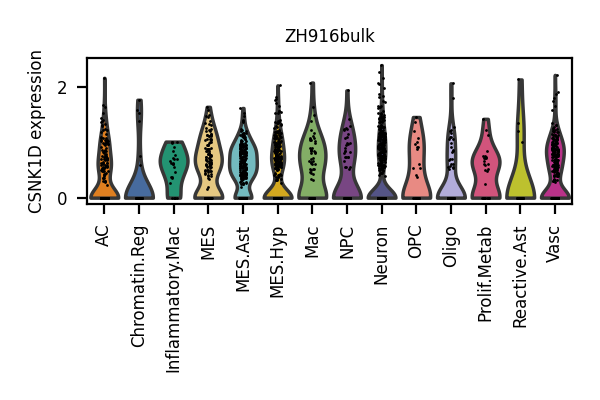 ZH916bulk
CSNK1D expression
2
0
AC
Chromatin.Reg
Inflammatory.Mac
MES
MES.Ast
MES.Hyp
Mac
NPC
Neuron
OPC
Oligo
Prolif.Metab
Reactive.Ast
Vasc